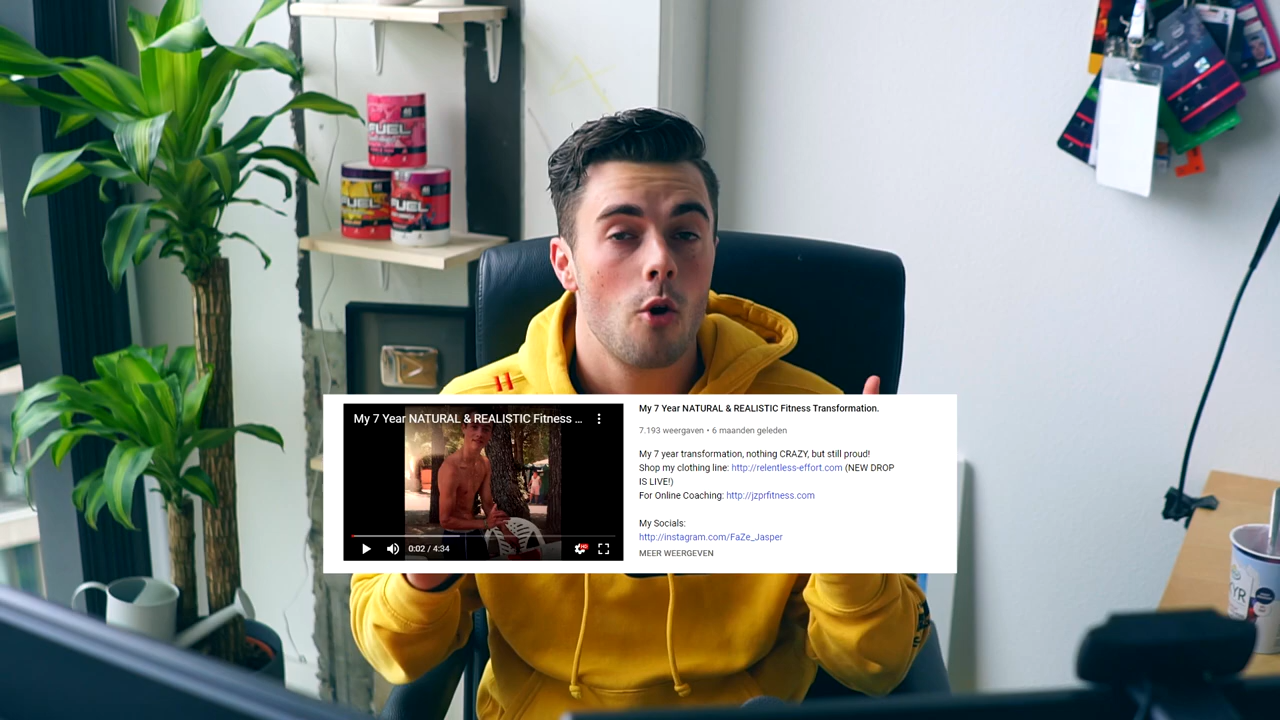 FUEL
FUEL
FUEL
My 7 Year NATURAL & REALISTIC Fitness ...
0:02 / 4:34
HD
My 7 Year NATURAL & REALISTIC Fitness Transformation.
7.193 weergaven • 6 maanden geleden
My 7 year transformation, nothing CRAZY, but still proud!
Shop my clothing line: http://relentless-effort.com (NEW DROP
IS LIVE!)
For Online Coaching: http://jzprfitness.com
My Socials:
http://instagram.com/FaZe_Jasper
MEER WEERGEVEN